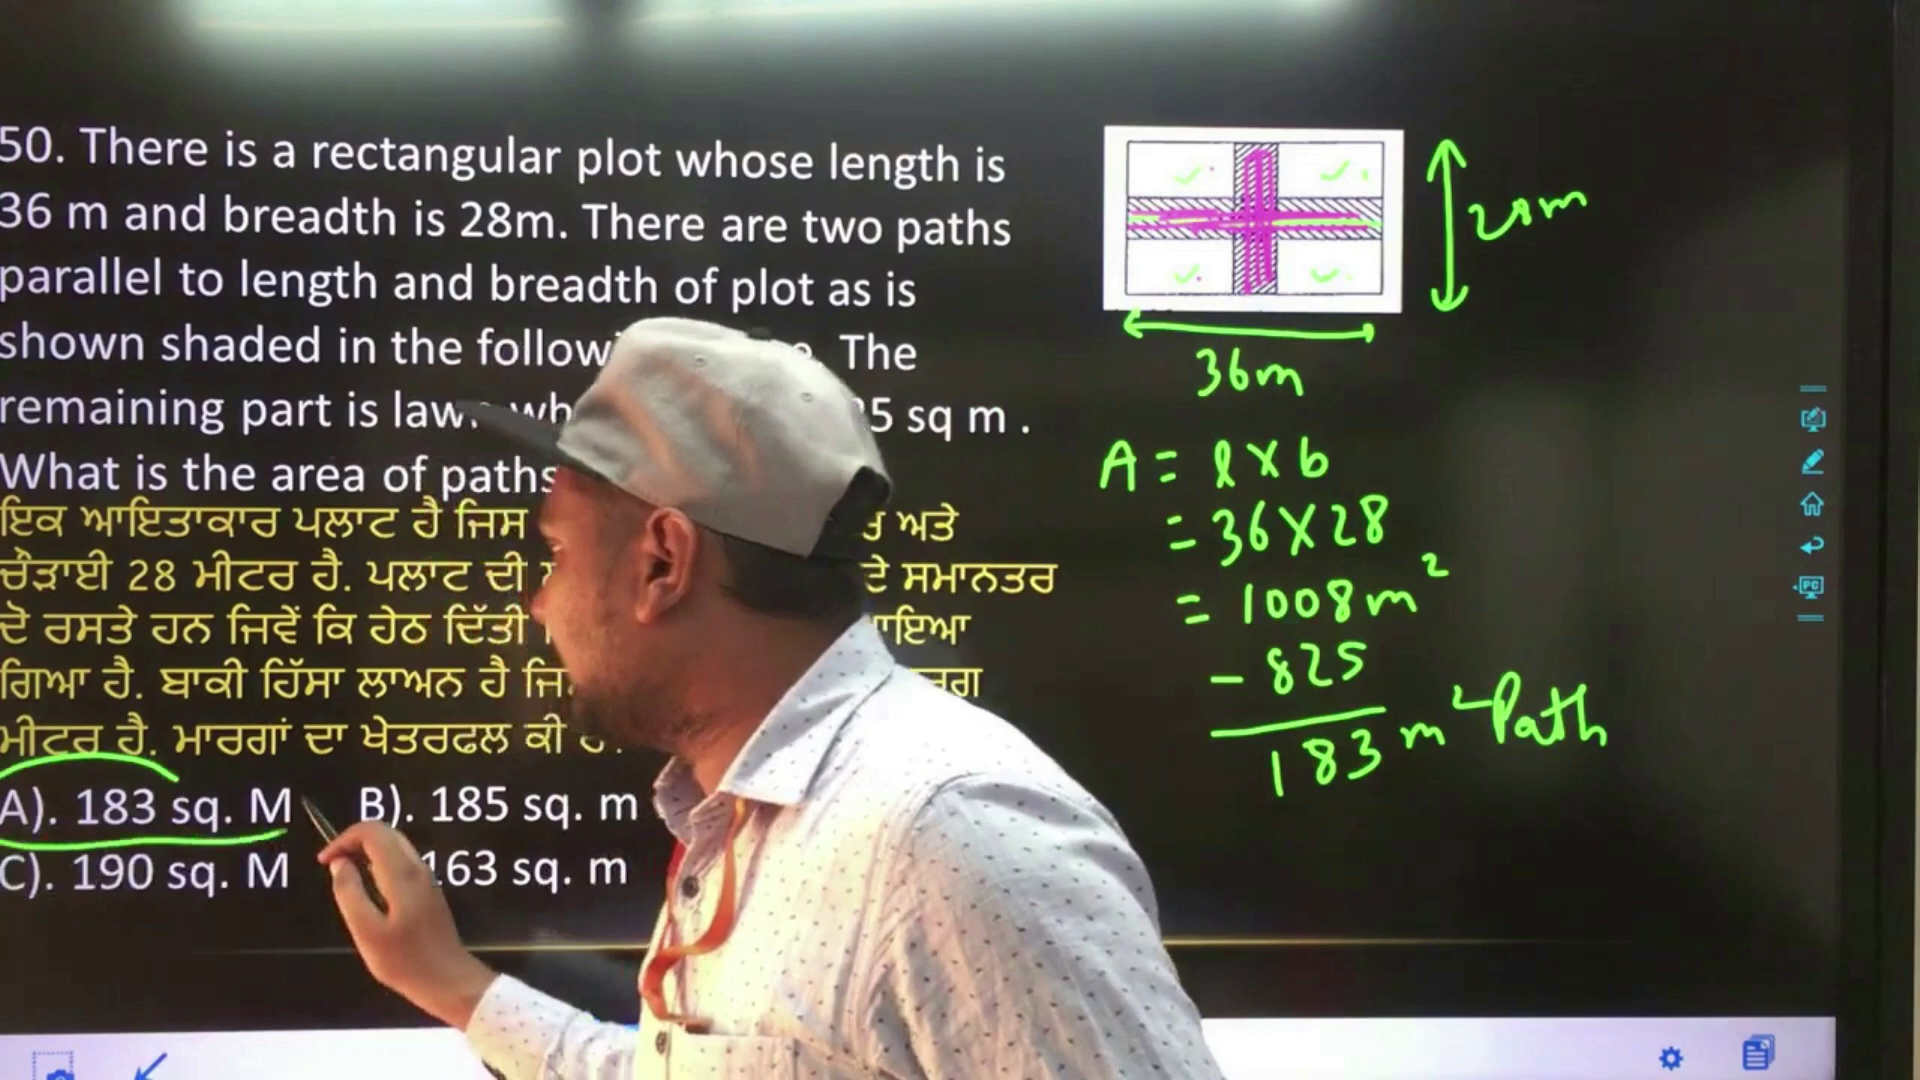 50. There is a rectangular plot whose length is
36 m and breadth is 28m. There are two paths
parallel to length and breadth of plot as is
shown shaded in the The
remaining part is sq m .
What is the area of paths
ਇਕ ਆਇਤਾਕਾਰ ਪਲਾਟ ਹੈ ਜਿਸ ਅਤੇ
ਚੌੜਾਈ 28 ਮੀਟਰ ਹੈ. ਪਲਾਟ ਦੀ ਦੇ ਸਮਾਨਤਰ
ਦੋ ਰਸਤੇ ਹਨ ਜਿਵੇਂ ਕਿ ਹੇਠ ਦਿੱਤੀ
ਗਿਆ ਹੈ. ਬਾਕੀ ਹਿੱਸਾ ਲਾਅਨ ਹੈ
ਮੀਟਰ ਹੈ. ਮਾਰਗਾਂ ਦਾ ਖੇਤਰਫਲ ਕੀ
A). 183 sq. M B). 185 sq. m
C). 190 sq. M 163 sq. m
28m
36m
A = l X b
= 36 X 28
= 1008 m²
- 825
183 m² Path
PC